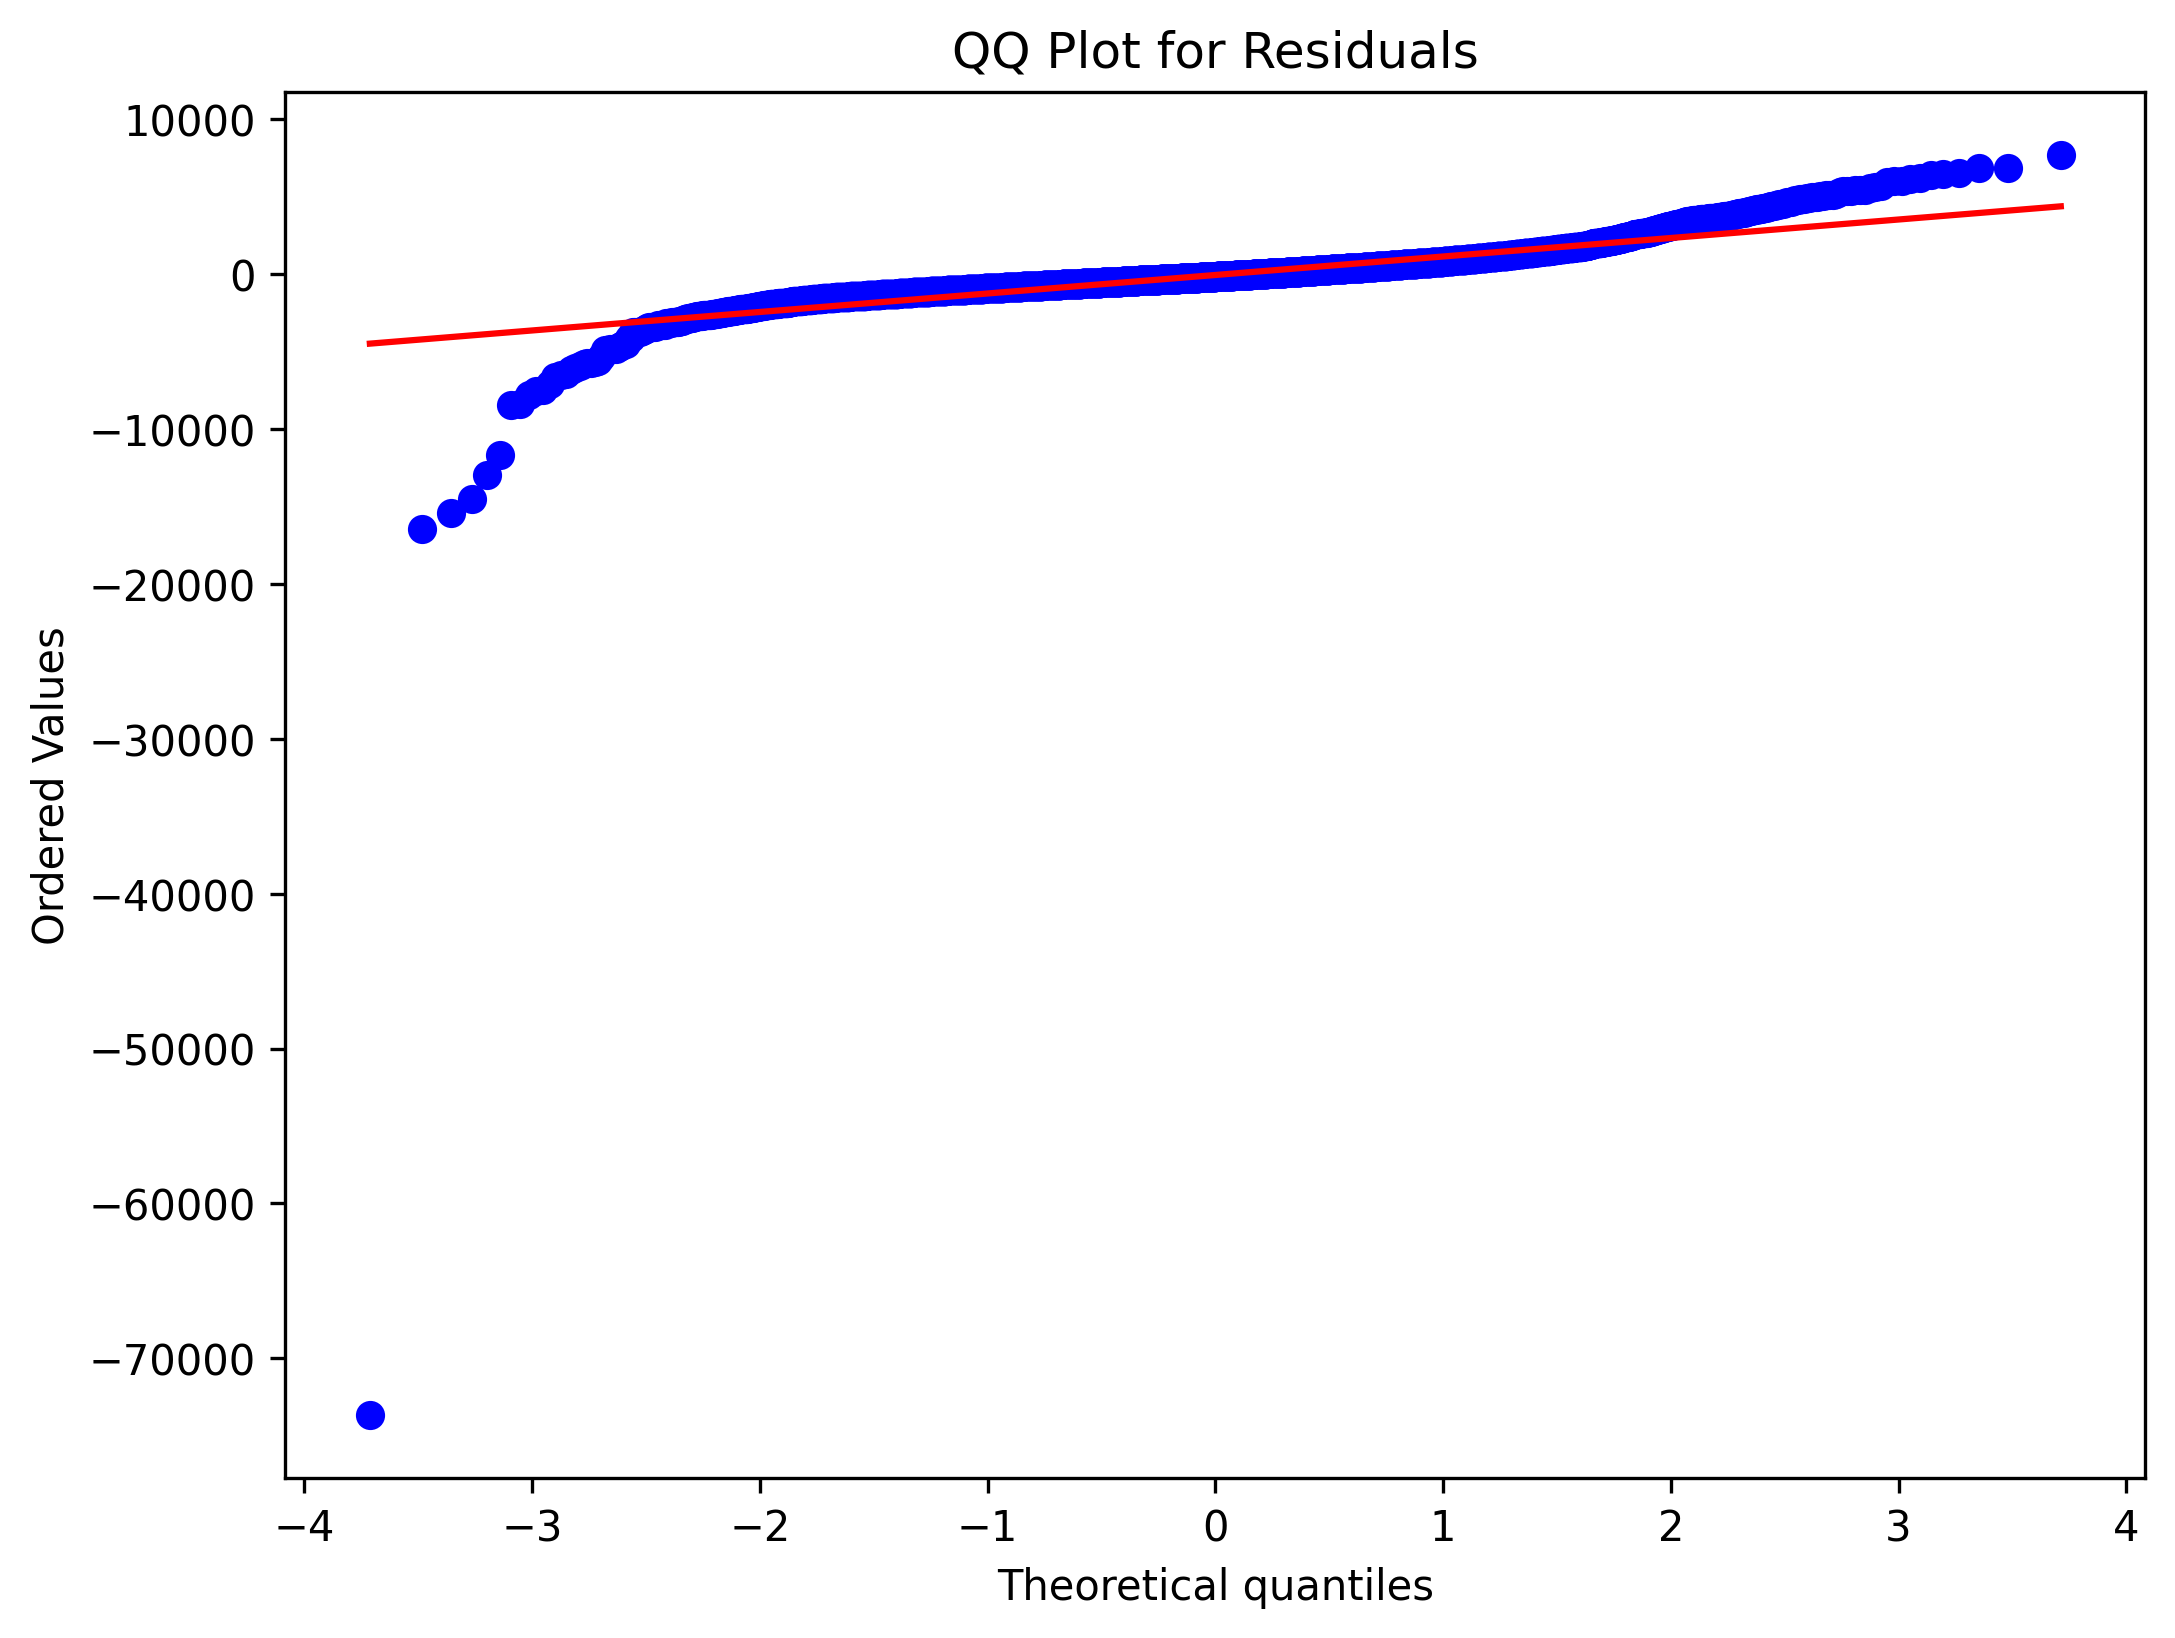 QQ Plot for Residuals
10000
0
−10000
−20000
−30000
−40000
−50000
−60000
−70000
Ordered Values
−4 −3 −2 −1 0 1 2 3 4
Theoretical quantiles